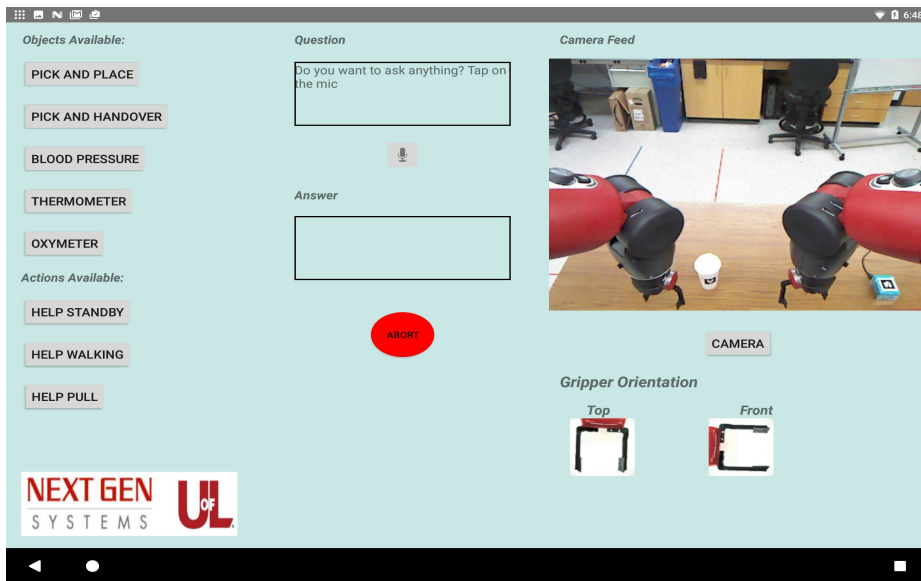 6:48
Objects Available:
PICK AND PLACE
PICK AND HANDOVER
BLOOD PRESSURE
THERMOMETER
OXYMETER
Actions Available:
HELP STANDBY
HELP WALKING
HELP PULL
NEXT GEN
SYSTEMS
U OF L
Question
Do you want to ask anything? Tap on
the mic
Answer
ABORT
Camera Feed
CAMERA
Gripper Orientation
Top
Front